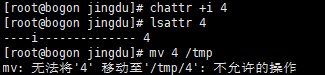 [root@bogon jingdu]# chattr +i 4
[root@bogon jingdu]# lsattr 4
----i----------- 4
[root@bogon jingdu]# mv 4 /tmp
mv: 无法将'4' 移动至'/tmp/4': 不允许的操作